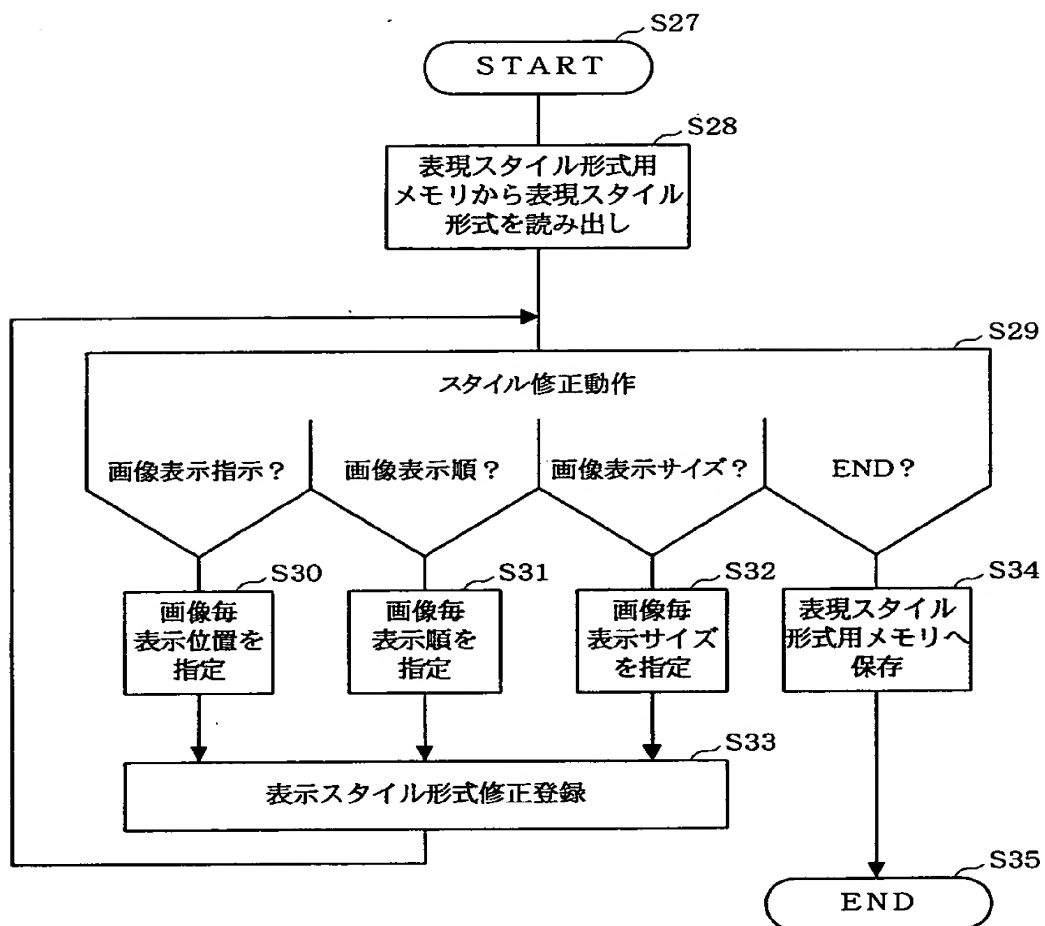 S27
START
S28
表現スタイル形式用
メモリから表現スタイル
形式を読み出し
S29
スタイル修正動作
画像表示指示？
画像表示順？
画像表示サイズ？
END？
S30
画像毎
表示位置を
指定
S31
画像毎
表示順を
指定
S32
画像毎
表示サイズ
を指定
S34
表現スタイル
形式用メモリへ
保存
S33
表示スタイル形式修正登録
S35
END